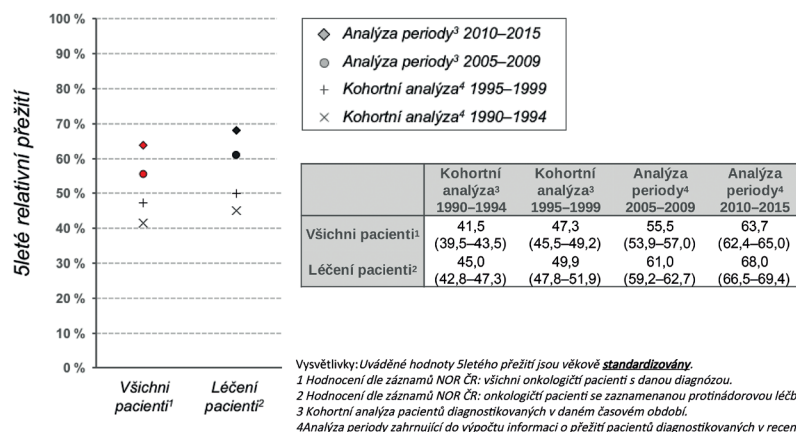 5leté relativní přežití
100 %
90 %
80 %
70 %
60 %
50 %
40 %
30 %
20 %
10 %
0 %
Všichni
pacienti¹
Léčení
pacienti²
Analýza periody³ 2010–2015
Analýza periody³ 2005–2009
Kohortní analýza⁴ 1995–1999
Kohortní analýza⁴ 1990–1994
Kohortní analýza³ 1990–1994 Kohortní analýza³ 1995–1999 Analýza periody⁴ 2005–2009 Analýza periody⁴ 2010–2015
Všichni pacienti¹ 41,5 (39,5–43,5) 47,3 (45,5–49,2) 55,5 (53,9–57,0) 63,7 (62,4–65,0)
Léčení pacienti² 45,0 (42,8–47,3) 49,9 (47,8–51,9) 61,0 (59,2–62,7) 68,0 (66,5–69,4)
Vysvětlivky: Uváděné hodnoty 5letého přežití jsou věkově standardizovány.
1 Hodnocení dle záznamů NOR ČR: všichni onkologičtí pacienti s danou diagnózou.
2 Hodnocení dle záznamů NOR ČR: onkologičtí pacienti se zaznamenanou protinádorovou léčb
3 Kohortní analýza pacientů diagnostikovaných v daném časovém období.
4Analýza periody zahrnující do výpočtu informaci o přežití pacientů diagnostikovaných v recen